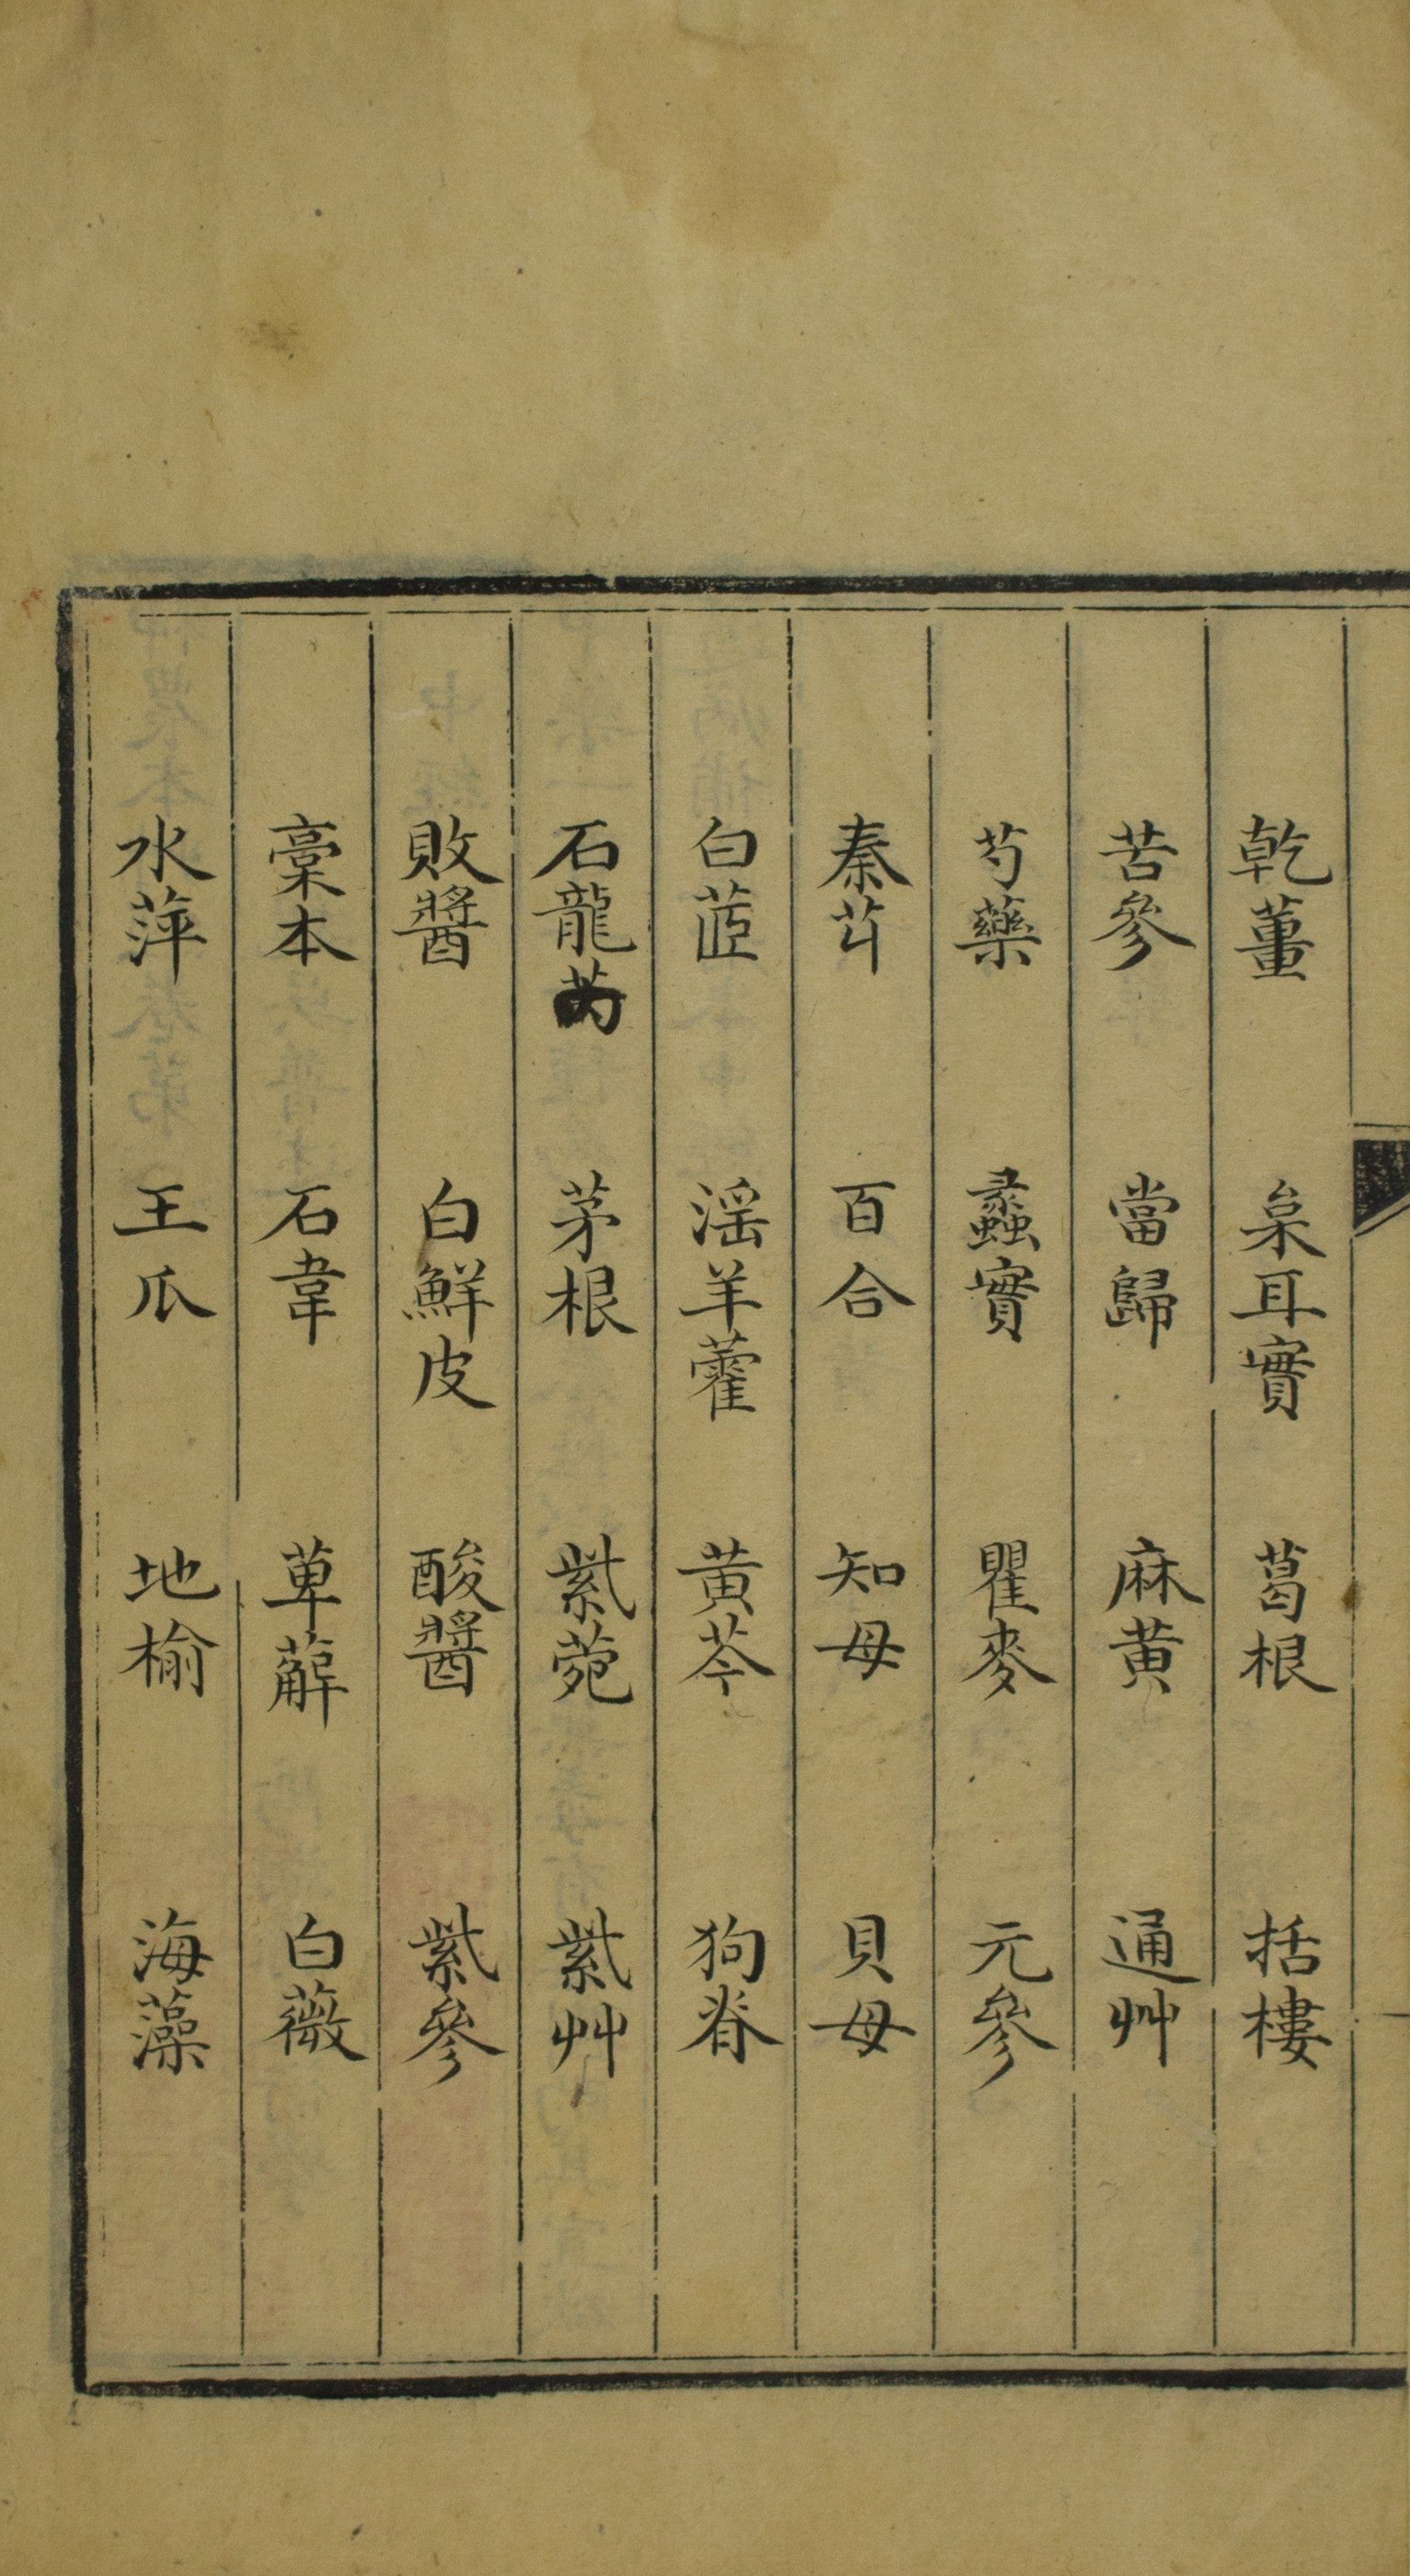 乾薑 枲耳實 葛根 括樓
苦參 當歸 麻黃 通艸
芍藥 蠡實 瞿麥 元參
秦艽 百合 知母 貝母
白茝 淫羊藿 黃芩 狗脊
石龍芮 茅根 紫菀 紫艸
敗醬 白鮮皮 酸醬 紫參
藁本 石韋 萆薢 白薇
水萍 王瓜 地榆 海藻